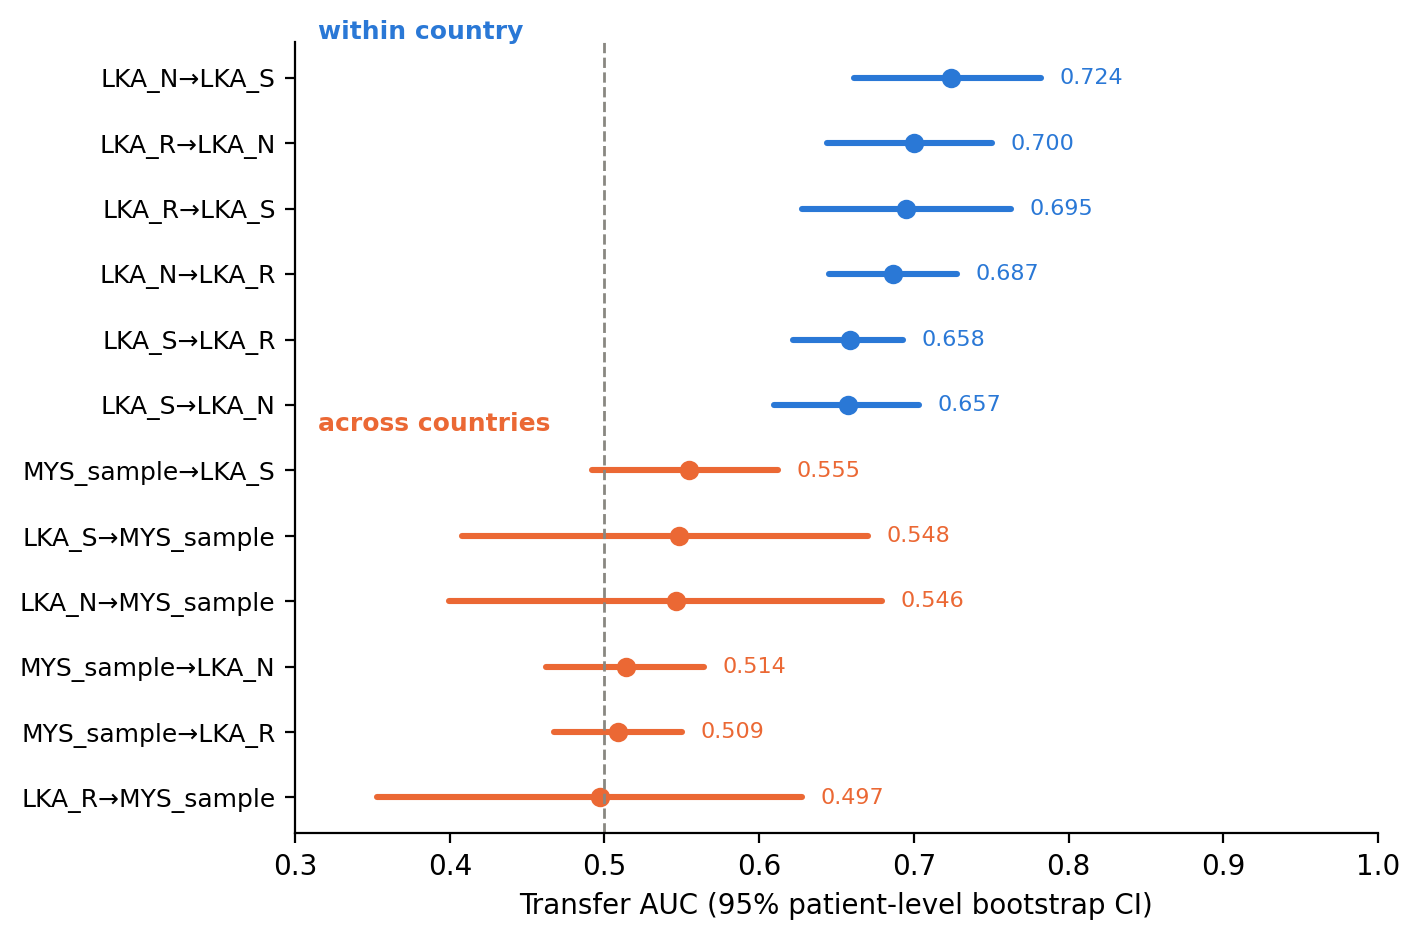 within country
LKA_N→LKA_S 0.724
LKA_R→LKA_N 0.700
LKA_R→LKA_S 0.695
LKA_N→LKA_R 0.687
LKA_S→LKA_R 0.658
LKA_S→LKA_N 0.657
across countries
MYS_sample→LKA_S 0.555
LKA_S→MYS_sample 0.548
LKA_N→MYS_sample 0.546
MYS_sample→LKA_N 0.514
MYS_sample→LKA_R 0.509
LKA_R→MYS_sample 0.497
0.3 0.4 0.5 0.6 0.7 0.8 0.9 1.0
Transfer AUC (95% patient-level bootstrap CI)